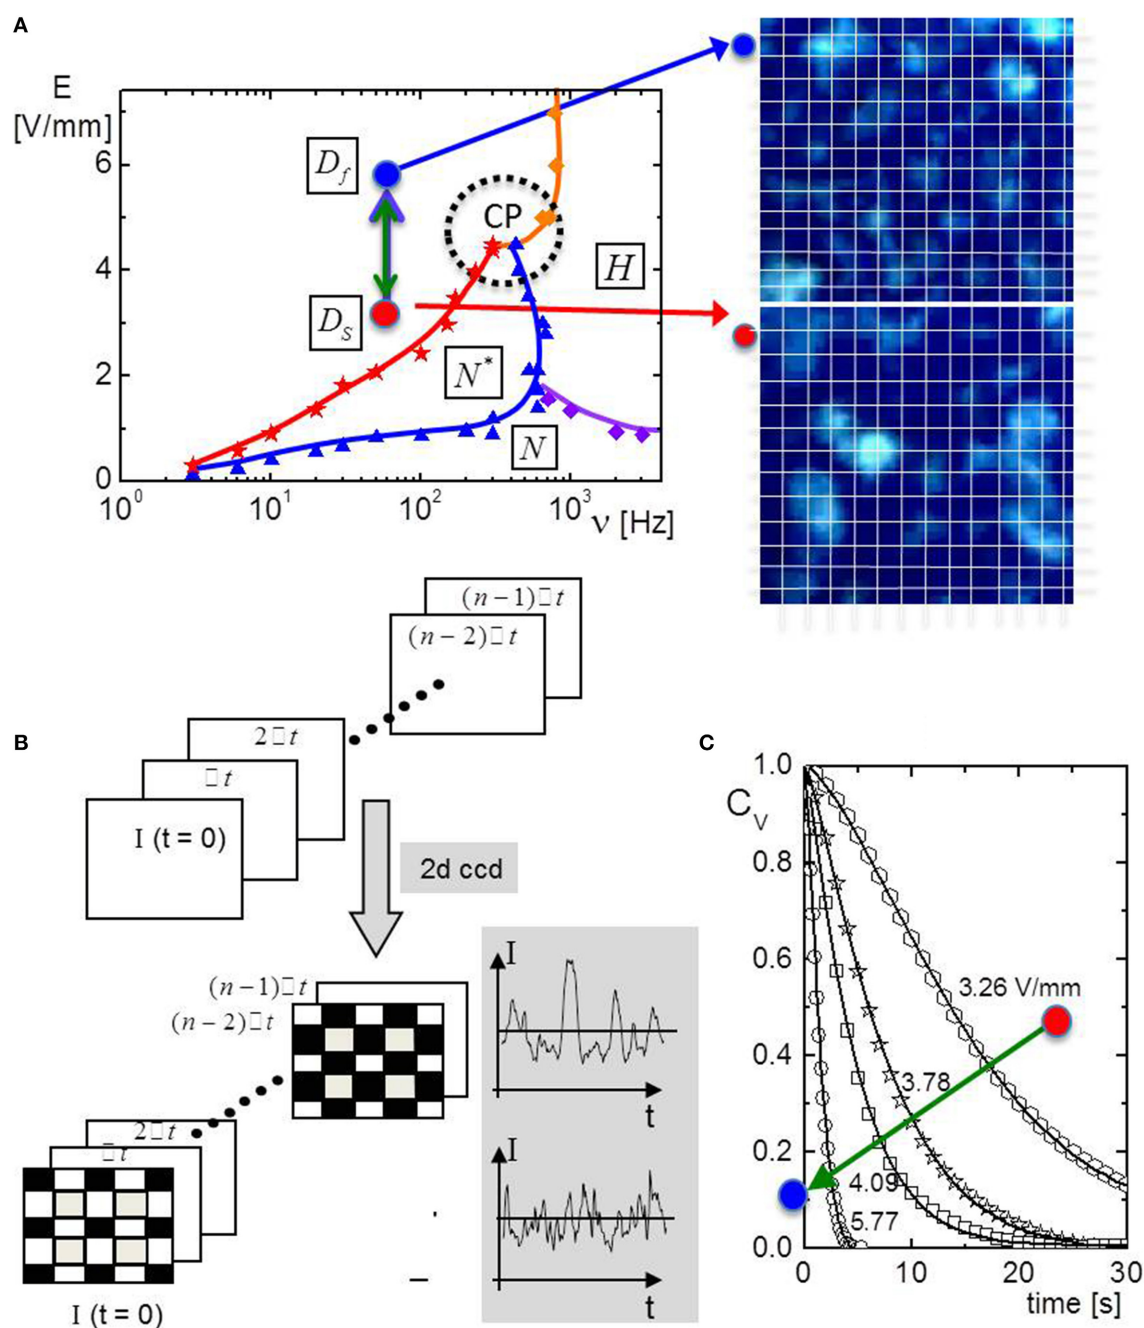 A
E
[V/mm]
6
4
2
0
D_f
D_S
CP
H
N*
N
10^0
10^1
10^2
10^3
ν [Hz]
B
(n − 1)□t
(n − 2)□t
2□t
□t
I (t = 0)
2d ccd
(n − 1)□t
(n − 2)□t
2□t
□t
I (t = 0)
I
t
I
t
C
C_V
1.0
0.8
0.6
0.4
0.2
0.0
3.26 V/mm
3.78
4.09
5.77
0
10
20
30
time [s]